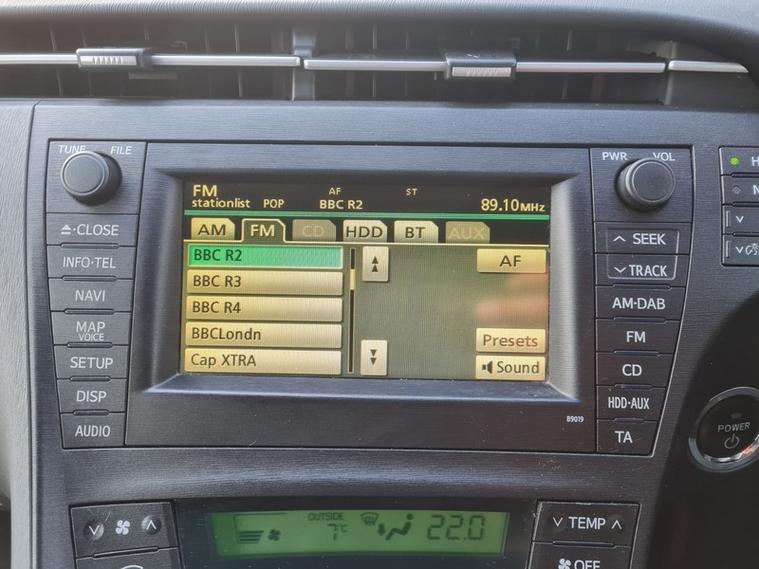 TUNE FILE
PWR VOL
FM
AF ST
stationlist POP BBC R2 89.10MHz
AM FM CD HDD BT AUX
BBC R2
AF
BBC R3
BBC R4
BBCLondn
Presets
Cap XTRA
Sound
CLOSE
INFO·TEL
NAVI
MAP
VOICE
SETUP
DISP
AUDIO
SEEK
TRACK
AM·DAB
FM
CD
HDD·AUX
TA
B9019
POWER
OUTSIDE
7°C
22.0
TEMP
OFF